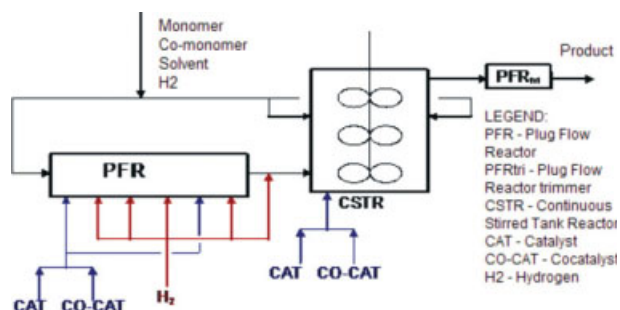 Monomer
Co-monomer
Solvent
H2
Product
PFRtri
PFR
CSTR
CAT
CO-CAT
H2
CAT
CO-CAT
LEGEND:
PFR - Plug Flow
Reactor
PFRtri - Plug Flow
Reactor trimmer
CSTR - Continuous
Stirred Tank Reactor
CAT - Catalyst
CO-CAT - Cocatalyst
H2 - Hydrogen